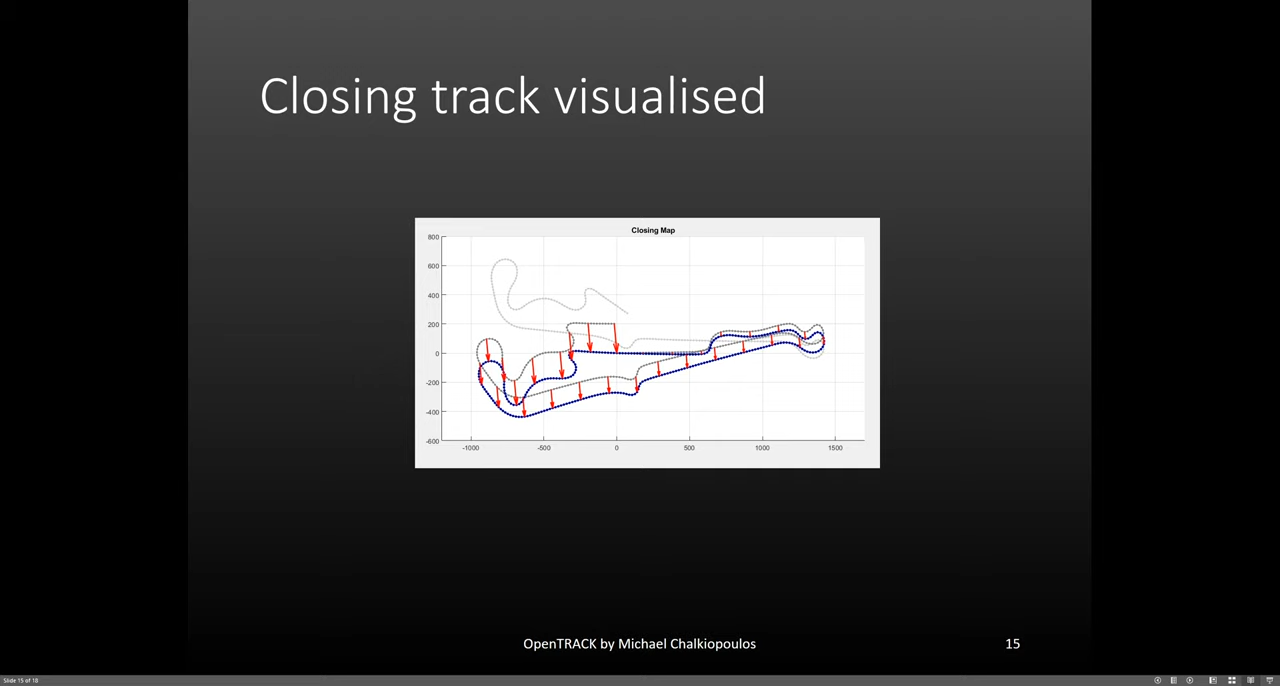 Closing track visualised
Closing Map
800
600
400
200
0
-200
-400
-600
-1000 -500 0 500 1000 1500
OpenTRACK by Michael Chalkiopoulos
15
Slide 15 of 18